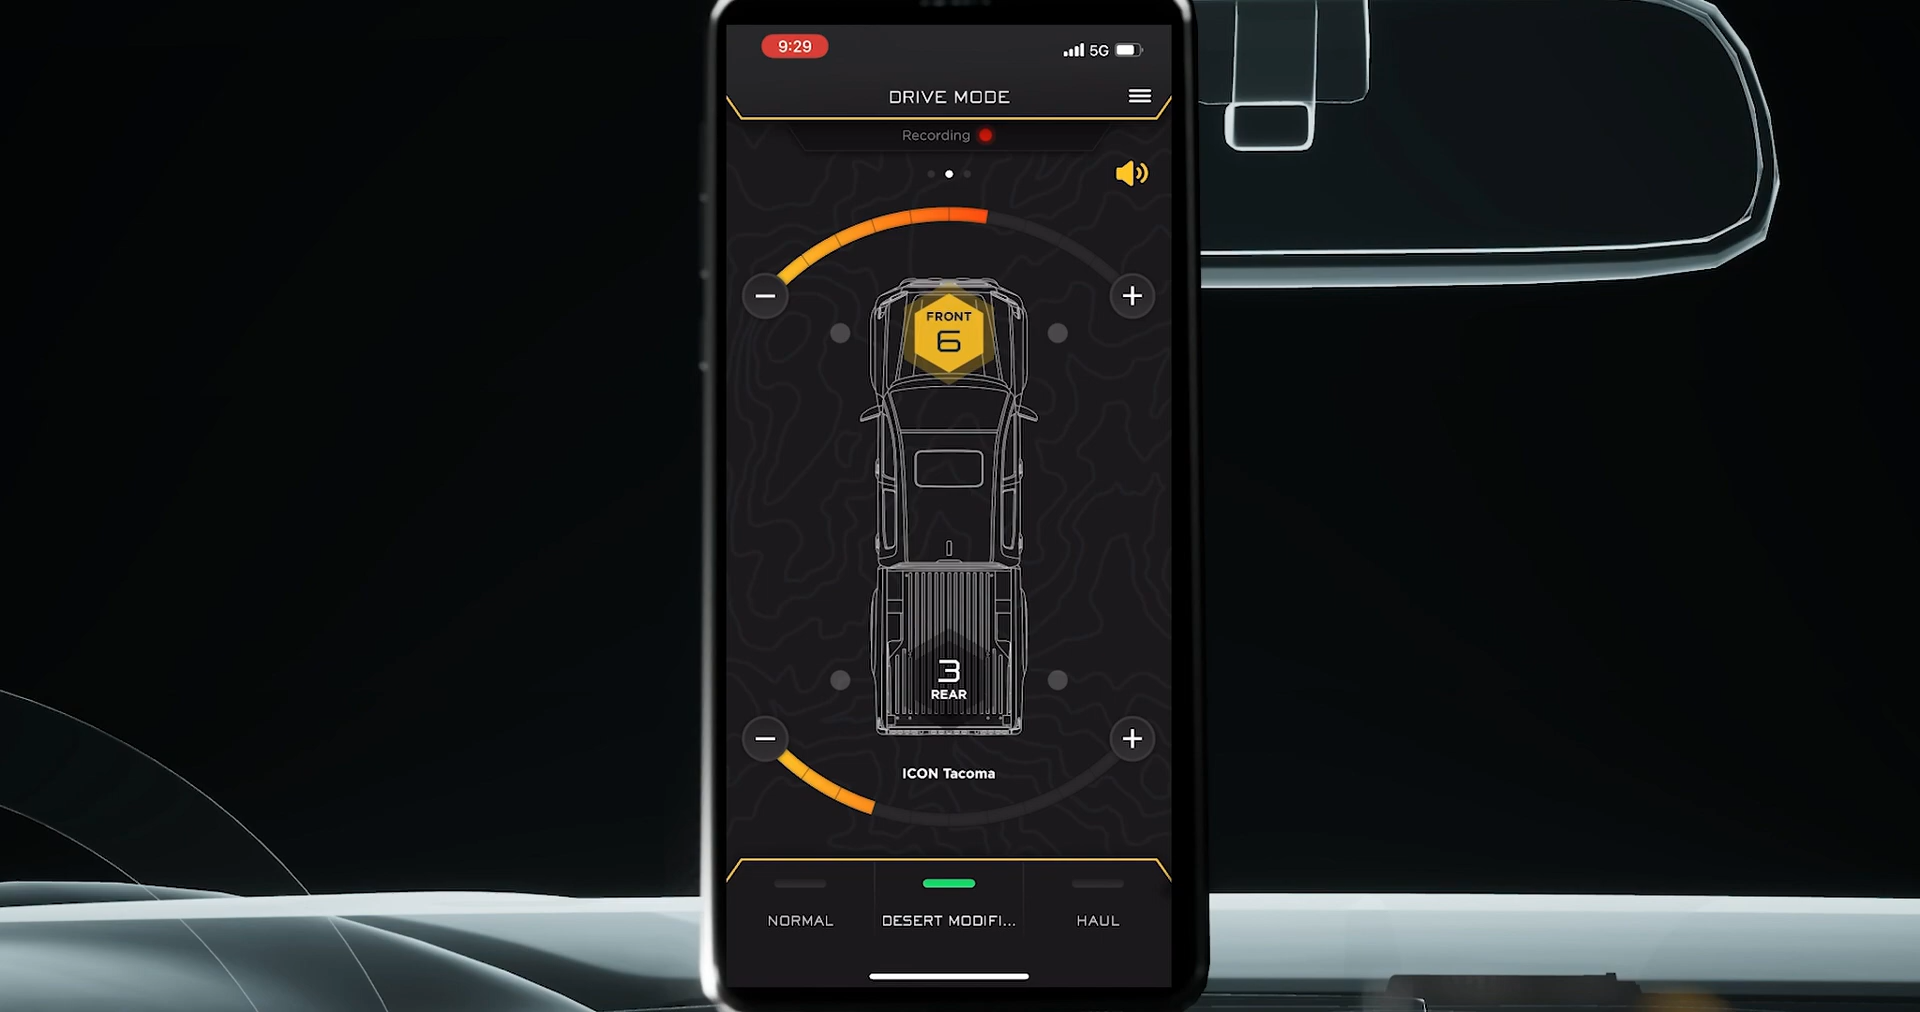 9:29
5G
DRIVE MODE
Recording
FRONT
6
3
REAR
ICON Tacoma
NORMAL
DESERT MODIFI...
HAUL